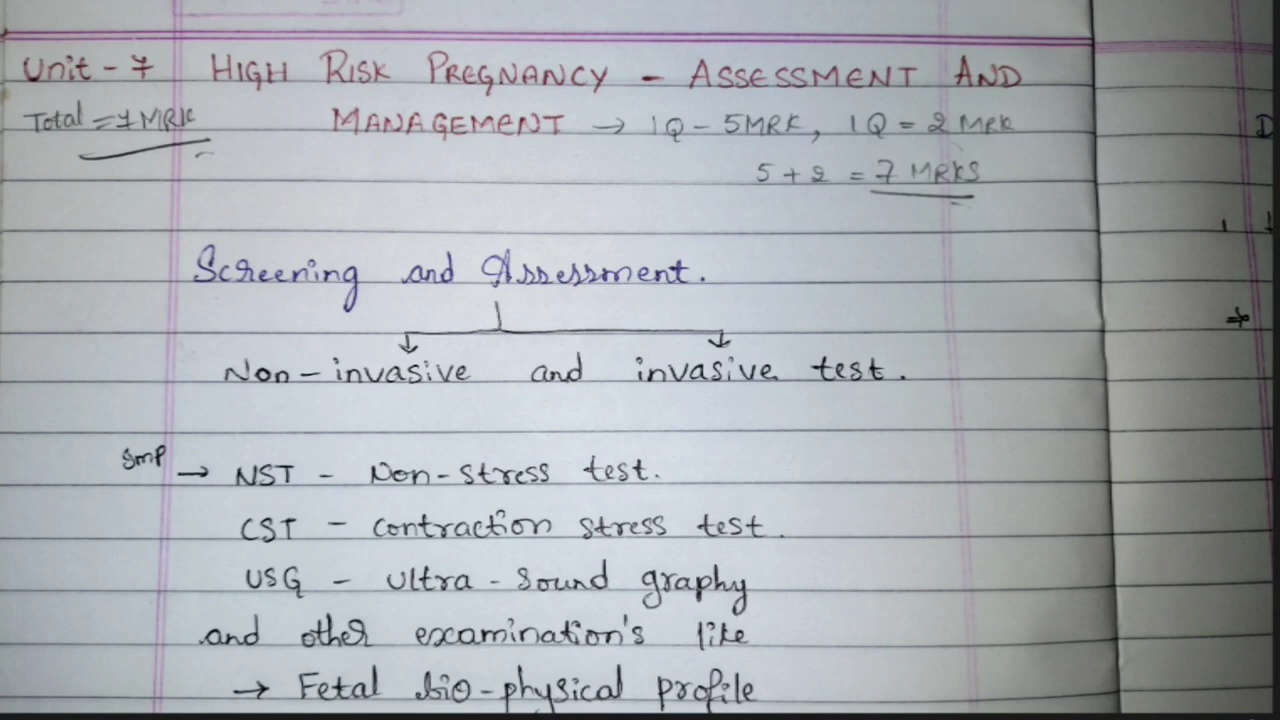 Unit - 7 HIGH RISK PREGNANCY - ASSESSMENT AND
Total = 7 MRK MANAGEMENT → 1Q - 5MRK, 1Q = 2 MRK
5 + 2 = 7 MRKS
Screening and Assessment.
Non-invasive and invasive test.
Imp → NST - Non-stress test.
CST - contraction stress test.
USG - Ultra - Sound graphy
and other examination's like
→ Fetal bio-physical profile